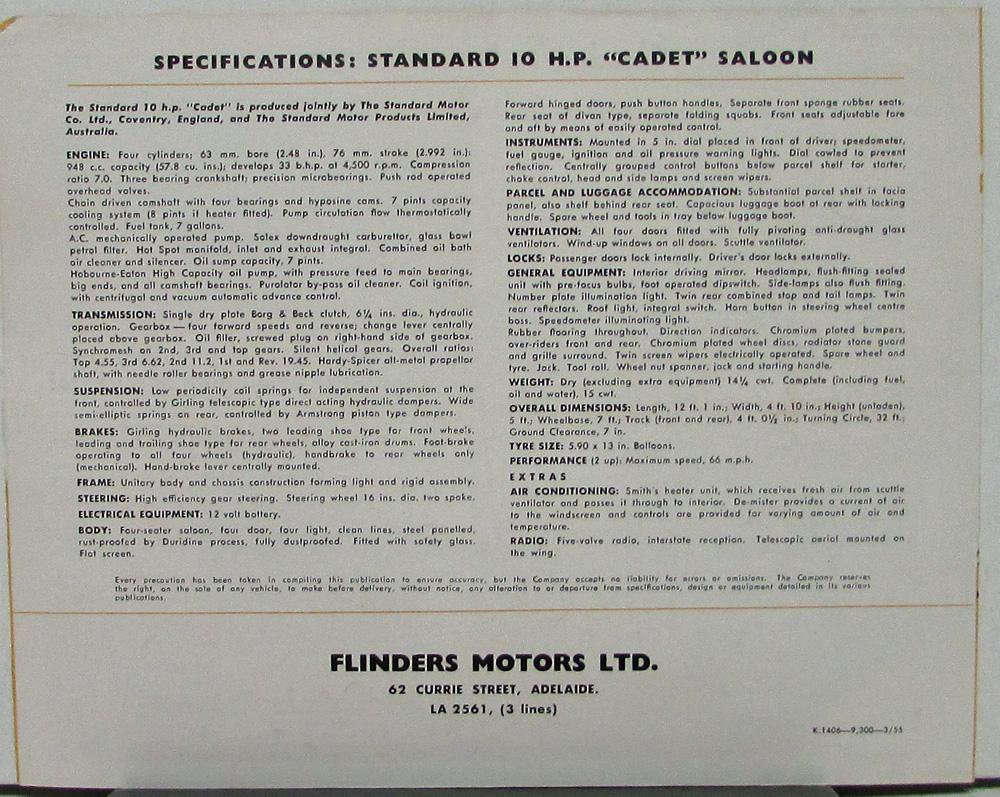 SPECIFICATIONS: STANDARD 10 H.P. “CADET” SALOON
The Standard 10 h.p. "Cadet" is produced jointly by The Standard Motor
Co. Ltd., Coventry, England, and The Standard Motor Products Limited,
Australia.
ENGINE: Four cylinders; 63 mm. bore (2.48 in.), 76 mm. stroke (2.992 in.);
948 c.c. capacity (57.8 cu. ins.); develops 33 b.h.p. at 4,500 r.p.m. Compression
ratio 7.0. Three bearing crankshaft; precision microbearings. Push rod operated
overhead valves.
Chain driven camshaft with four bearings and hyposine cams. 7 pints capacity
cooling system (8 pints if heater fitted). Pump circulation flow thermostatically
controlled. Fuel tank, 7 gallons.
A.C. mechanically operated pump. Solex downdraught carburettor, glass bowl
petrol filter. Hot Spot manifold, inlet and exhaust integral. Combined oil bath
air cleaner and silencer. Oil sump capacity, 7 pints.
Hobourne-Eaton High Capacity oil pump, with pressure feed to main bearings,
big ends, and all camshaft bearings. Purolator by-pass oil cleaner. Coil ignition,
with centrifugal and vacuum automatic advance control.
TRANSMISSION: Single dry plate Borg & Beck clutch, 6¼ ins. dia., hydraulic
operation. Gearbox — four forward speeds and reverse; change lever centrally
placed above gearbox. Oil filler, screwed plug on right-hand side of gearbox.
Synchromesh on 2nd, 3rd and top gears. Silent helical gears. Overall ratios:
Top 4.55, 3rd 6.62, 2nd 11.2, 1st and Rev. 19.45. Hardy-Spicer all-metal propellor
shaft, with needle roller bearings and grease nipple lubrication.
SUSPENSION: Low periodicity coil springs for independent suspension at the
front, controlled by Girling telescopic type direct acting hydraulic dampers. Wide
semi-elliptic springs on rear, controlled by Armstrong piston type dampers.
BRAKES: Girling hydraulic brakes, two leading shoe type for front wheels,
leading and trailing shoe type for rear wheels, alloy cast-iron drums. Foot-brake
operating to all four wheels (hydraulic), handbrake to rear wheels only
(mechanical). Hand-brake lever centrally mounted.
FRAME: Unitary body and chassis construction forming light and rigid assembly.
STEERING: High efficiency gear steering. Steering wheel 16 ins. dia. two spoke.
ELECTRICAL EQUIPMENT: 12 volt battery.
BODY: Four-seater saloon, four door, four light, clean lines, steel panelled,
rust-proofed by Duridine process, fully dustproofed. Fitted with safety glass.
Flat screen.
Forward hinged doors, push button handles, Separate front sponge rubber seats.
Rear seat of divan type, separate folding squabs. Front seats adjustable fore
and aft by means of easily operated control.
INSTRUMENTS: Mounted in 5 in. dial placed in front of driver; speedometer,
fuel gauge, ignition and oil pressure warning lights. Dial cowled to prevent
reflection. Centrally grouped control buttons below parcel shelf for starter,
choke control, head and side lamps and screen wipers.
PARCEL AND LUGGAGE ACCOMMODATION: Substantial parcel shelf in facia
panel, also shelf behind rear seat. Capacious luggage boot at rear with locking
handle. Spare wheel and tools in tray below luggage boot.
VENTILATION: All four doors fitted with fully pivoting anti-draught glass
ventilators. Wind-up windows on all doors. Scuttle ventilator.
LOCKS: Passenger doors lock internally. Driver's door locks externally.
GENERAL EQUIPMENT: Interior driving mirror. Headlamps, flush-fitting sealed
unit with pre-focus bulbs, foot operated dipswitch. Side-lamps also flush fitting.
Number plate illumination light. Twin rear combined stop and tail lamps. Twin
rear reflectors. Roof light, integral switch. Horn button in steering wheel centre
boss. Speedometer illuminating light.
Rubber flooring throughout. Direction indicators. Chromium plated bumpers,
over-riders front and rear. Chromium plated wheel discs, radiator stone guard
and grille surround. Twin screen wipers electrically operated. Spare wheel and
tyre. Jack. Tool roll. Wheel nut spanner, jack and starting handle.
WEIGHT: Dry (excluding extra equipment) 14¼ cwt. Complete (including fuel,
oil and water), 15 cwt.
OVERALL DIMENSIONS: Length, 12 ft. 1 in.; Width, 4 ft. 10 in.; Height (unladen),
5 ft.; Wheelbase, 7 ft.; Track (front and rear), 4 ft. 0½ in.; Turning Circle, 32 ft.;
Ground Clearance, 7 in.
TYRE SIZE: 5.90 x 13 in. Balloons.
PERFORMANCE (2 up): Maximum speed, 66 m.p.h.
EXTRAS
AIR CONDITIONING: Smith's heater unit, which receives fresh air from scuttle
ventilator and passes it through to interior. De-mister provides a current of air
to the windscreen and controls are provided for varying amount of air and
temperature.
RADIO: Five-valve radio, interstate reception. Telescopic aerial mounted on
the wing.
Every precaution has been taken in compiling this publication to ensure accuracy, but the Company accepts no liability for errors or omissions. The Company reserves
the right, on the sale of any vehicle, to make before delivery, without notice, any alteration to or departure from specifications, design or equipment detailed in its various
publications.
FLINDERS MOTORS LTD.
62 CURRIE STREET, ADELAIDE.
LA 2561, (3 lines)
K.1406—9,300—3/55